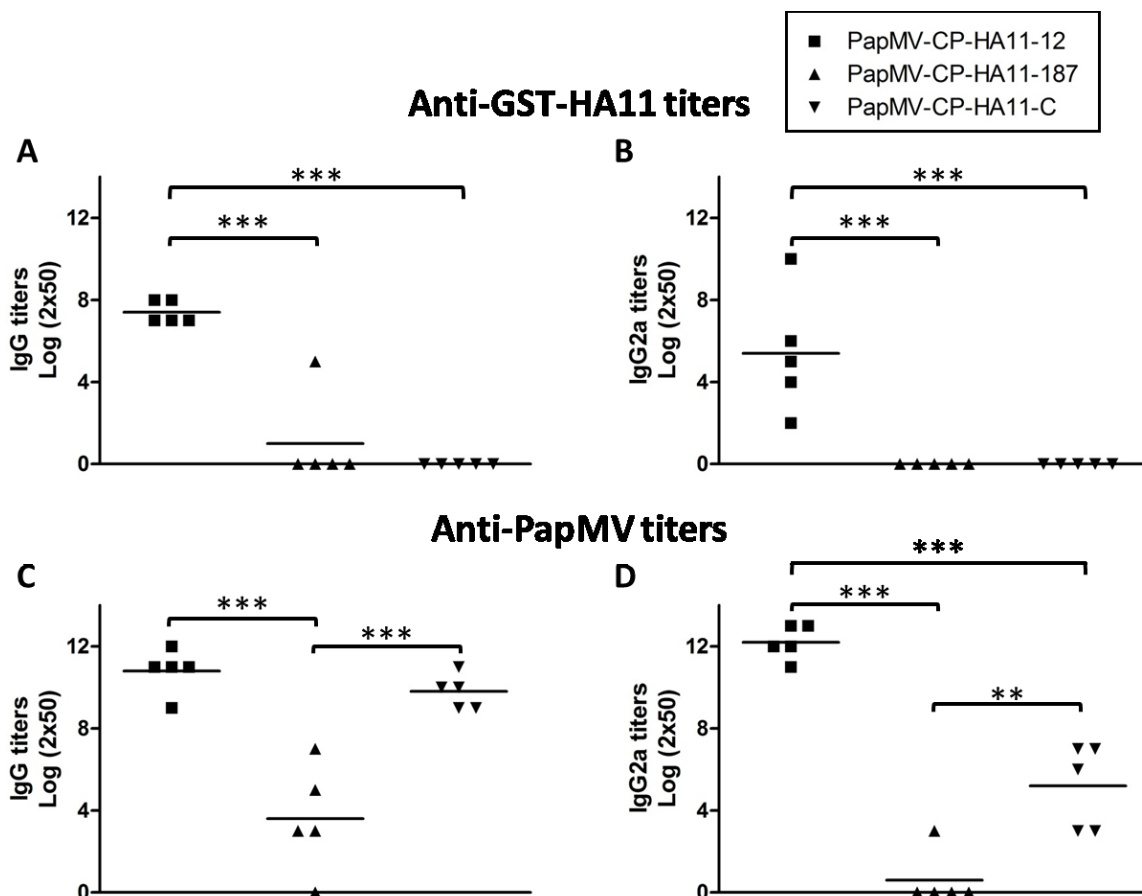 PapMV-CP-HA11-12
PapMV-CP-HA11-187
PapMV-CP-HA11-C
Anti-GST-HA11 titers
A
***
***
IgG titers
Log (2x50)
12
8
4
0
B
***
***
IgG2a titers
Log (2x50)
12
8
4
0
Anti-PapMV titers
C
***
***
IgG titers
Log (2x50)
12
8
4
0
D
***
***
**
IgG2a titers
Log (2x50)
12
8
4
0